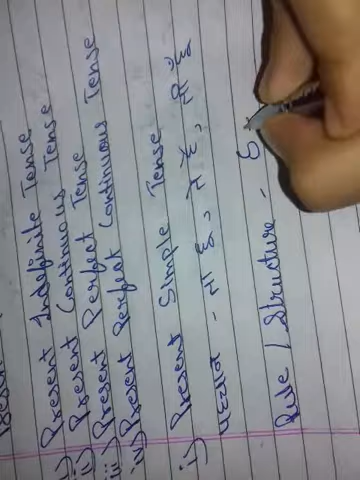 i) Present Indefinite Tense
ii) Present Continuous Tense
iii) Present Perfect Tense
iv) Present Perfect Continuous Tense
i) Present Simple Tense
Rule / Structure - S